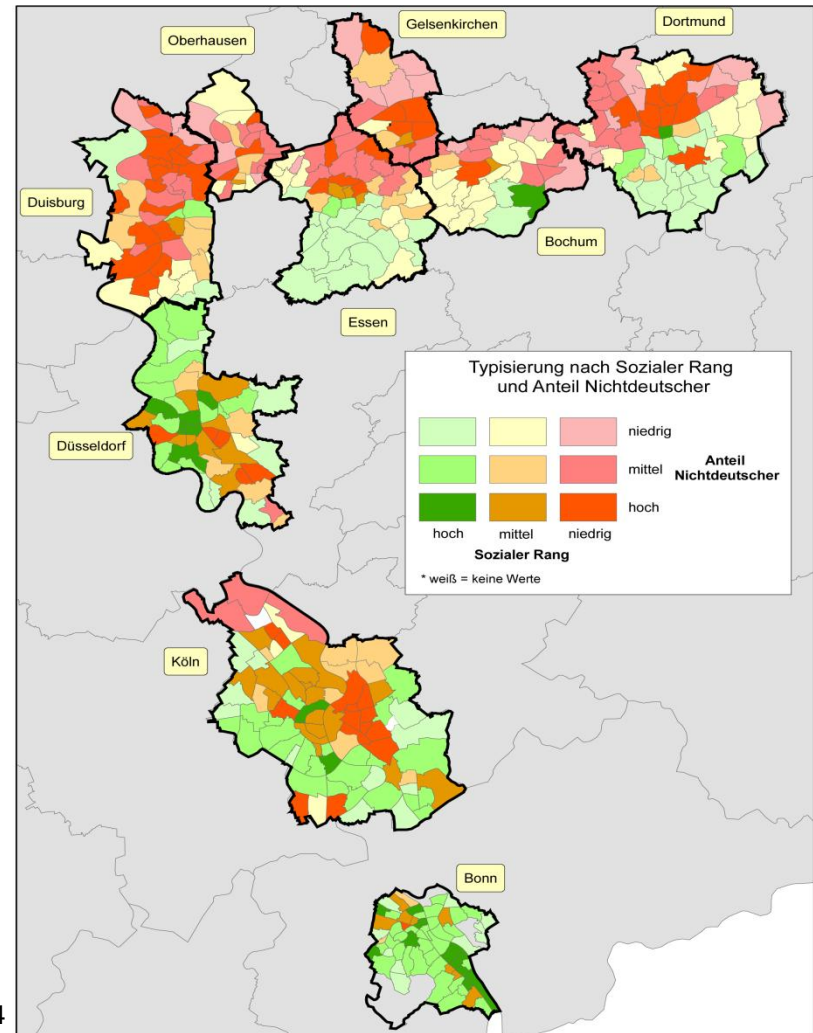 Gelsenkirchen
Dortmund
Oberhausen
Duisburg
Bochum
Essen
Typisierung nach Sozialer Rang
und Anteil Nichtdeutscher
niedrig
mittel
Anteil
Nichtdeutscher
hoch
hoch mittel niedrig
Sozialer Rang
* weiß = keine Werte
Düsseldorf
Köln
Bonn
4